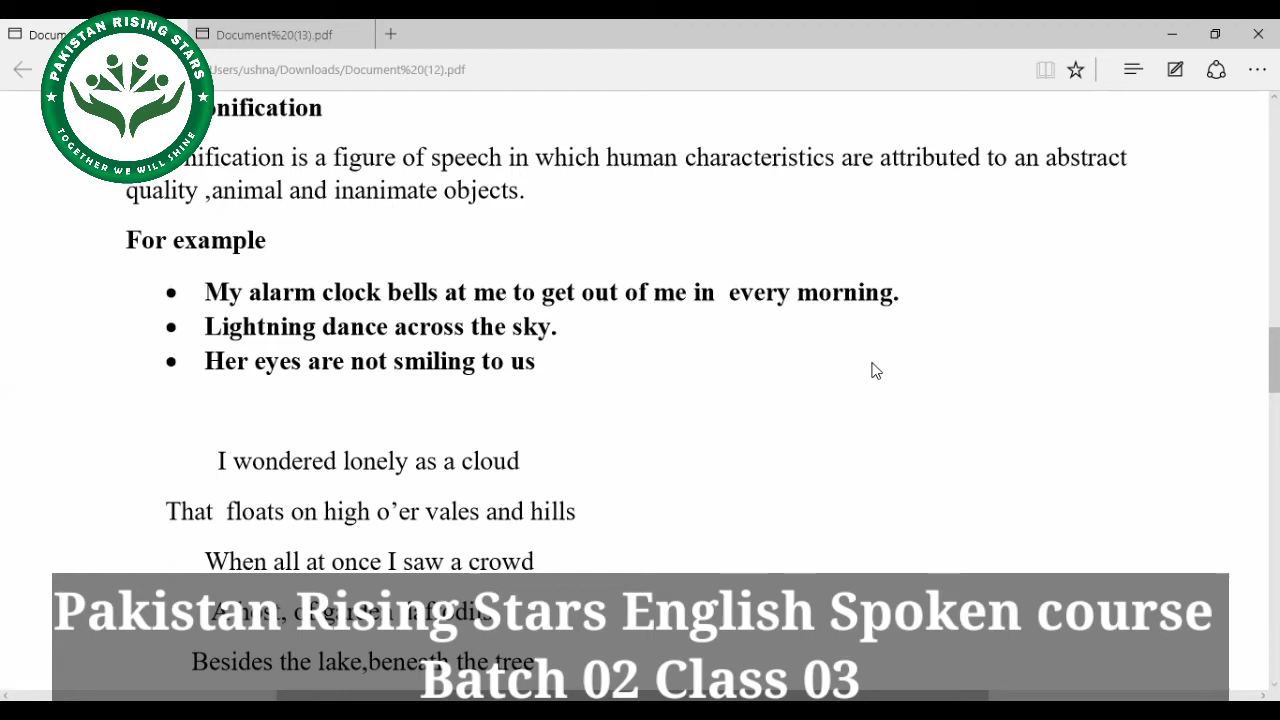 Docum
Document%20(13).pdf
sers/ushna/Downloads/Document%20(12).pdf
PAKISTAN RISING STARS
TOGETHER WE WILL SHINE
onification
nification is a figure of speech in which human characteristics are attributed to an abstract
quality ,animal and inanimate objects.
For example
• My alarm clock bells at me to get out of me in every morning.
• Lightning dance across the sky.
• Her eyes are not smiling to us
I wondered lonely as a cloud
That floats on high o’er vales and hills
When all at once I saw a crowd
Besides the lake,beneath the tree
Pakistan Rising Stars English Spoken course
Batch 02 Class 03